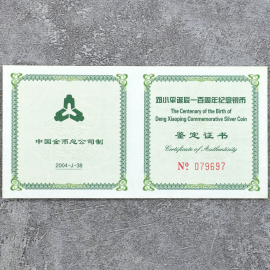 中国金币总公司制
2004-J-38
邓小平诞辰一百周年纪念银币
The Centenary of the Birth of
Deng Xiaoping Commemorative Silver Coin
鉴定证书
Certificate of Authenticity
№ 079697